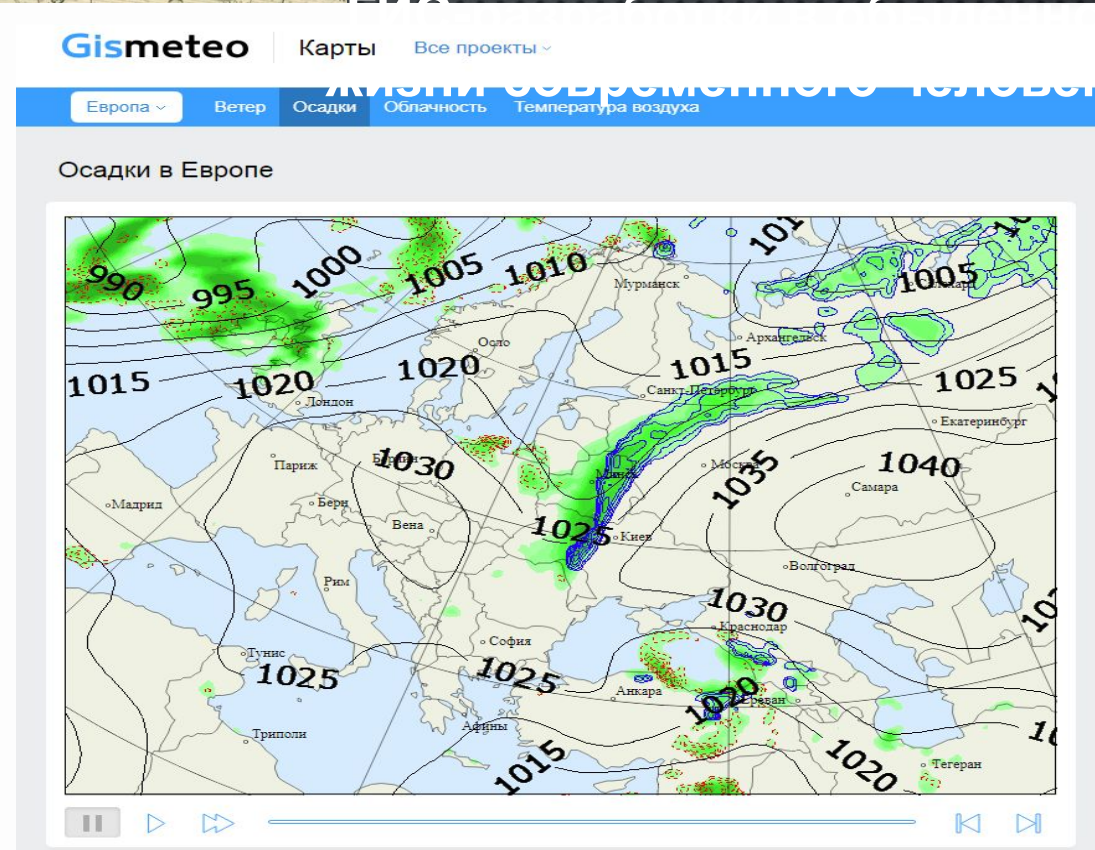 Gismeteo Карты Все проекты
жизни современного человек
Европа Ветер Осадки Облачность Температура воздуха
Осадки в Европе
990 995 1000 1005 1010 Мурманск 1005
Осло Архангельск
1015 1020 1020 1015 1025
Лондон Санкт-Петербург
Екатеринбург
Париж Берлин 1030 Минск Москва 1035 1040
Самара
Мадрид Берн Вена 1025 Киев
Волгоград
Рим 1030
Краснодар
София
Тунис 1025 1025 Анкара 1020 Ереван
Триполи Афины
1015 1020 Тегеран